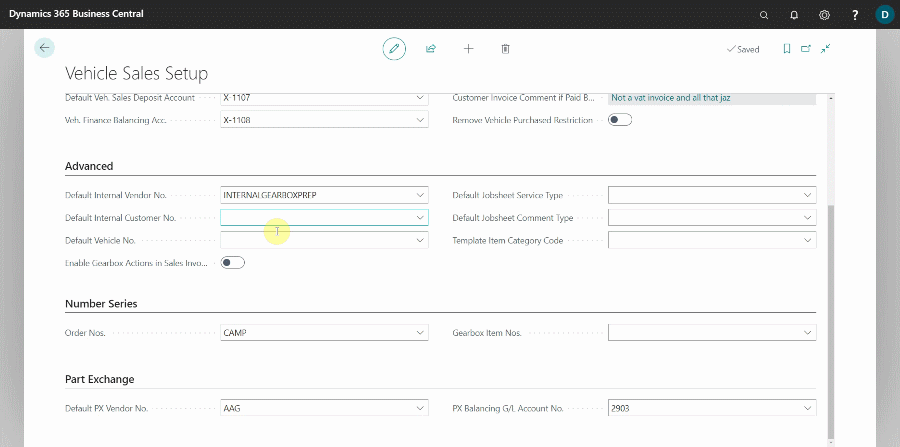 Dynamics 365 Business Central
?
D
Saved
Vehicle Sales Setup
Default Veh. Sales Deposit Account X-1107
Customer Invoice Comment if Paid B... Not a vat invoice and all that jaz
Veh. Finance Balancing Acc. X-1108
Remove Vehicle Purchased Restriction
Advanced
Default Internal Vendor No. INTERNALGEARBOXPREP
Default Jobsheet Service Type
Default Internal Customer No.
Default Jobsheet Comment Type
Default Vehicle No.
Template Item Category Code
Enable Gearbox Actions in Sales Invo...
Number Series
Order Nos. CAMP
Gearbox Item Nos.
Part Exchange
Default PX Vendor No. AAG
PX Balancing G/L Account No. 2903